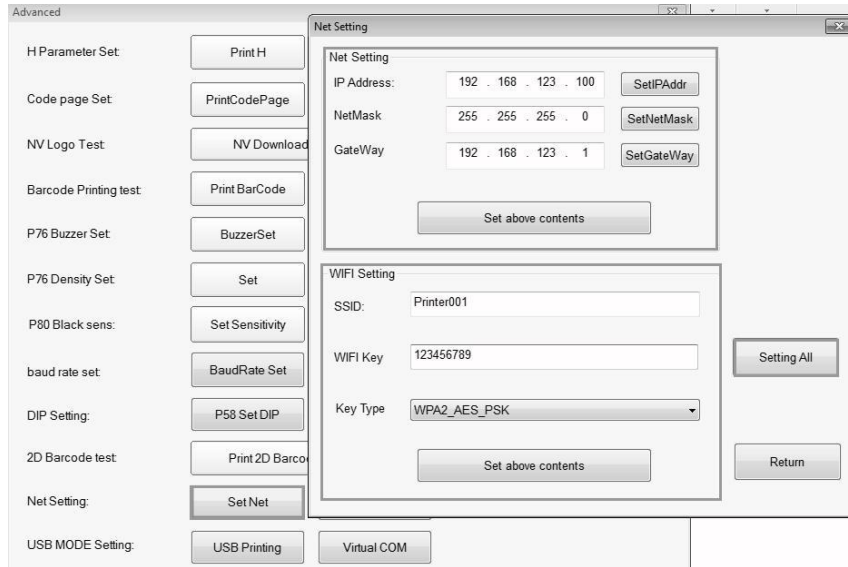 Advanced
H Parameter Set:
Print H
Code page Set:
PrintCodePage
NV Logo Test:
NV Download
Barcode Printing test:
Print BarCode
P76 Buzzer Set:
BuzzerSet
P76 Density Set:
Set
P80 Black sens:
Set Sensitivity
baud rate set:
BaudRate Set
DIP Setting:
P58 Set DIP
2D Barcode test:
Print 2D Barco
Net Setting:
Set Net
USB MODE Setting:
USB Printing
Virtual COM
Net Setting
Net Setting
IP Address:
192 . 168 . 123 . 100
SetIPAddr
NetMask
255 . 255 . 255 . 0
SetNetMask
GateWay
192 . 168 . 123 . 1
SetGateWay
Set above contents
WIFI Setting
SSID:
Printer001
WIFI Key
123456789
Key Type
WPA2_AES_PSK
Set above contents
Setting All
Return